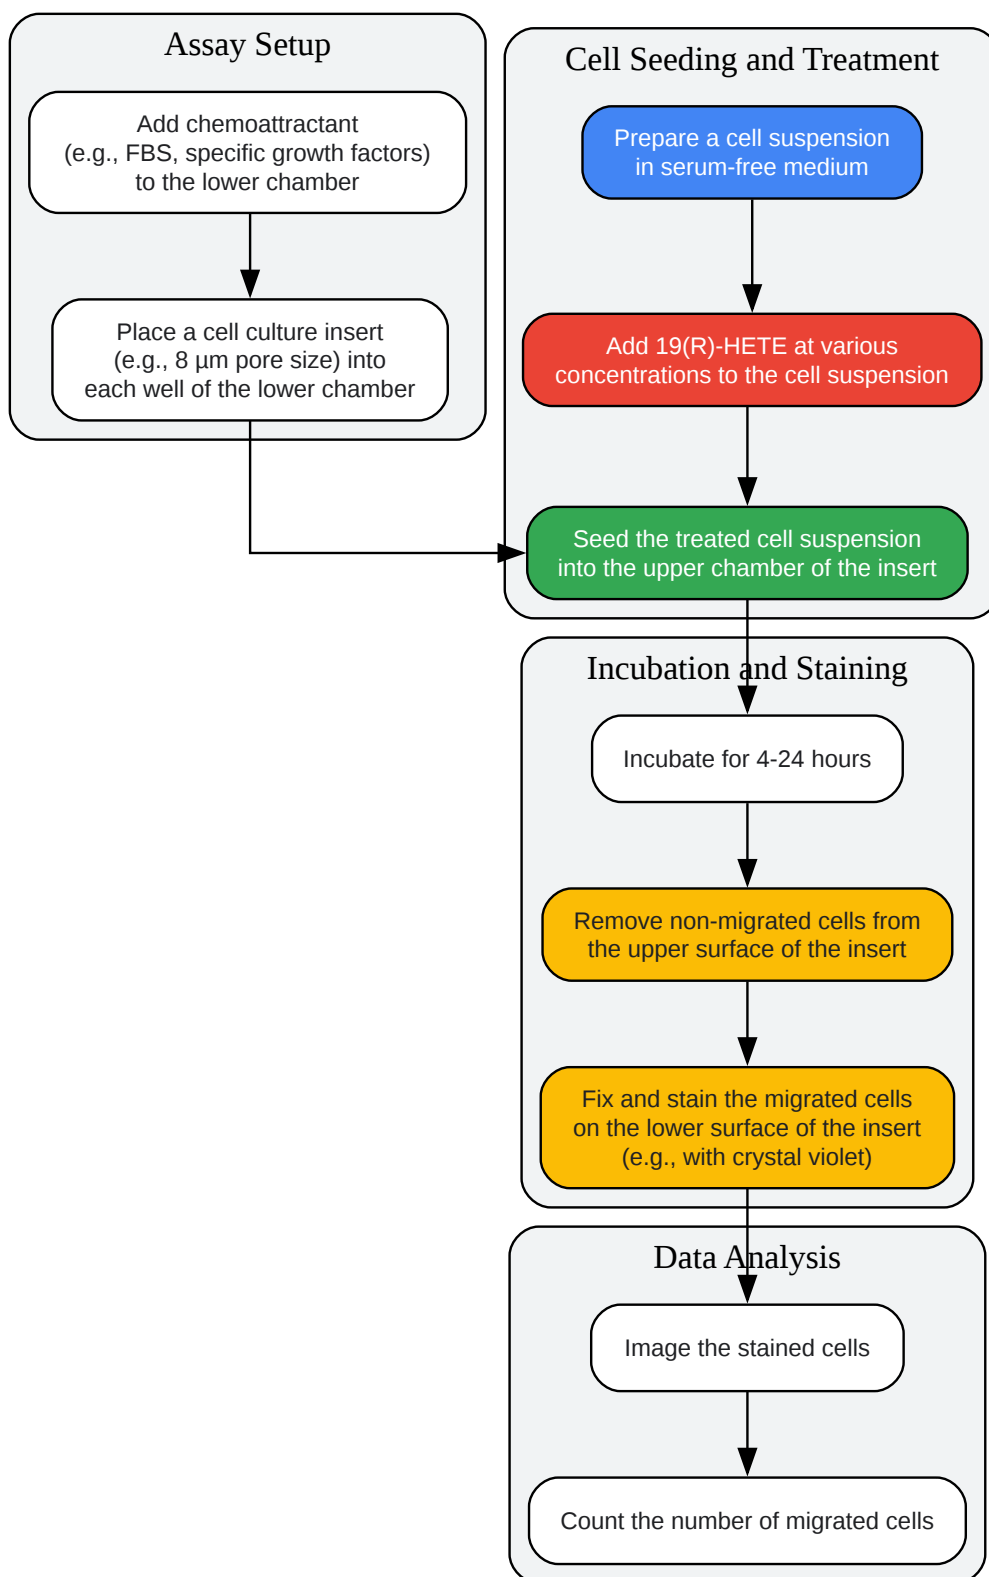 Assay Setup
Add chemoattractant
(e.g., FBS, specific growth factors)
to the lower chamber
Place a cell culture insert
(e.g., 8 µm pore size) into
each well of the lower chamber
Cell Seeding and Treatment
Prepare a cell suspension
in serum-free medium
Add 19(R)-HETE at various
concentrations to the cell suspension
Seed the treated cell suspension
into the upper chamber of the insert
Incubation and Staining
Incubate for 4-24 hours
Remove non-migrated cells from
the upper surface of the insert
Fix and stain the migrated cells
on the lower surface of the insert
(e.g., with crystal violet)
Data Analysis
Image the stained cells
Count the number of migrated cells